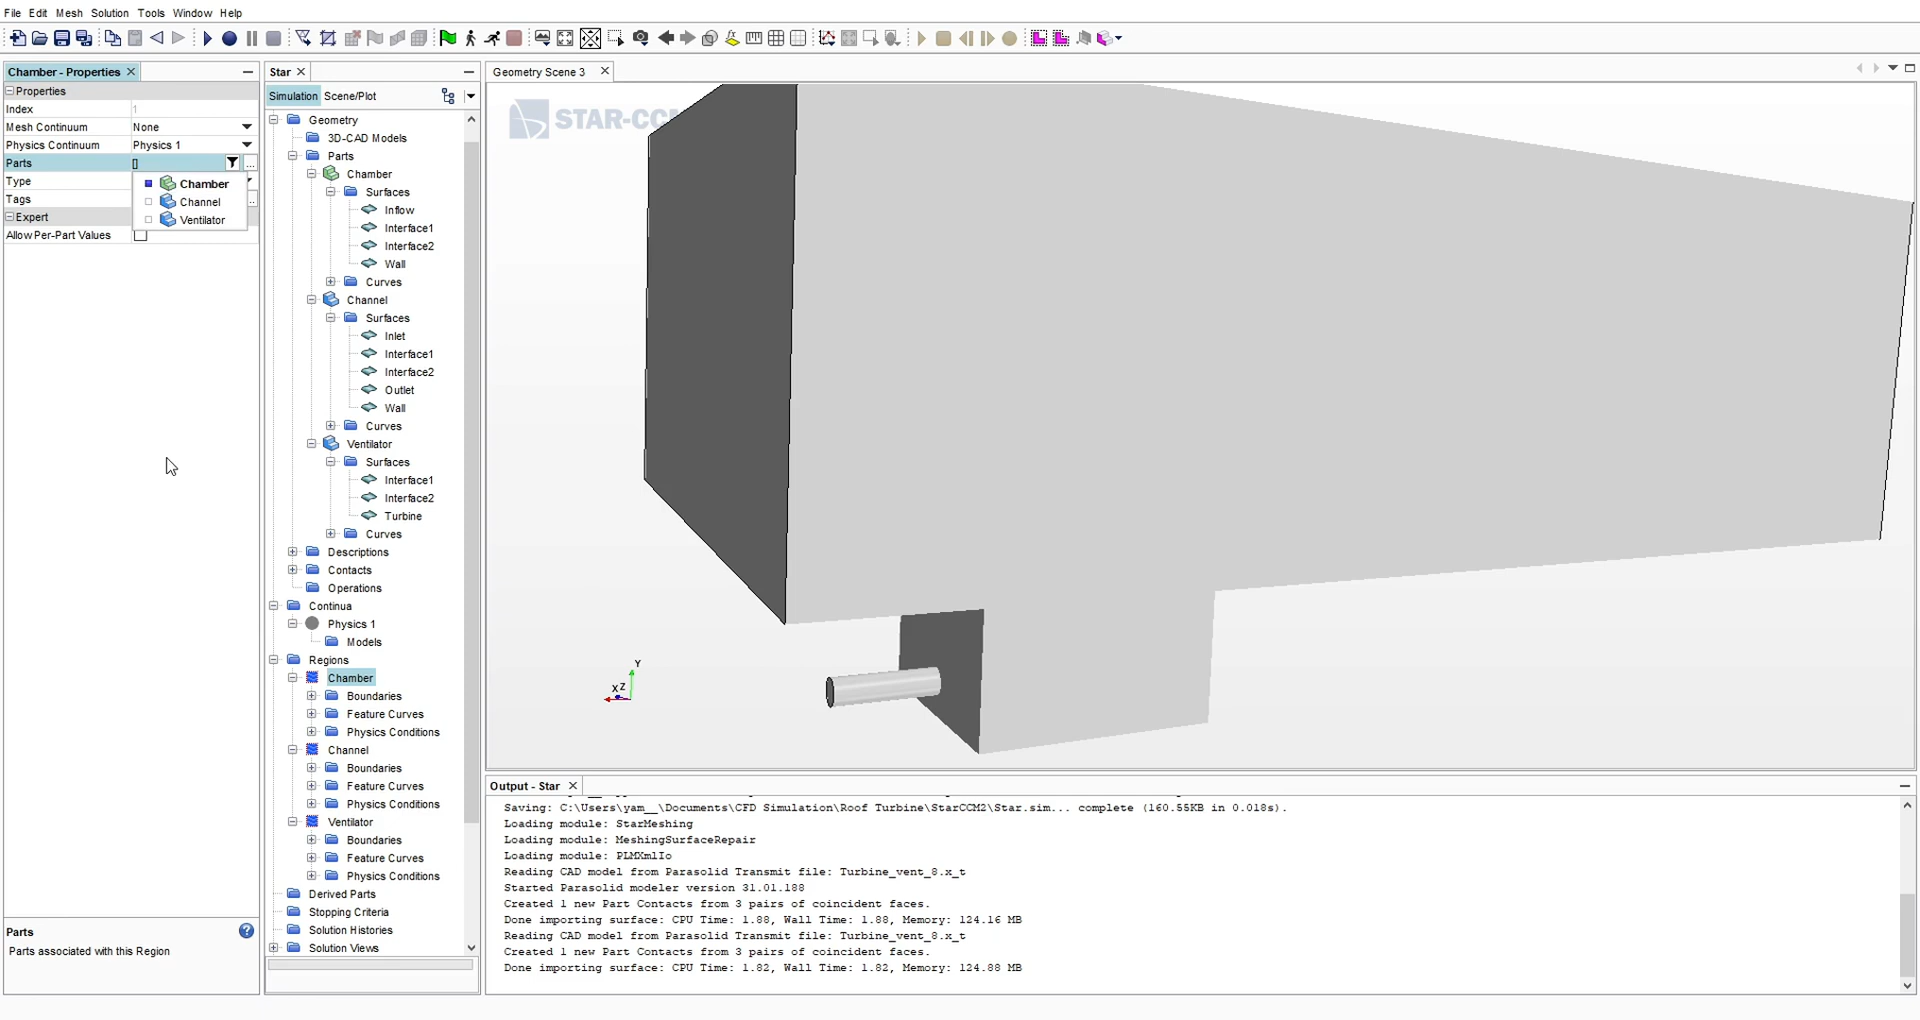 File Edit Mesh Solution Tools Window Help
Chamber - Properties
Properties
Index 1
Mesh Continuum None
Physics Continuum Physics 1
Parts []
Type
Tags
Expert
Allow Per-Part Values
Chamber
Channel
Ventilator
Parts
Parts associated with this Region
Star
Simulation Scene/Plot
Geometry
3D-CAD Models
Parts
Chamber
Surfaces
Inflow
Interface1
Interface2
Wall
Curves
Channel
Surfaces
Inlet
Interface1
Interface2
Outlet
Wall
Curves
Ventilator
Surfaces
Interface1
Interface2
Turbine
Curves
Descriptions
Contacts
Operations
Continua
Physics 1
Models
Regions
Chamber
Boundaries
Feature Curves
Physics Conditions
Channel
Boundaries
Feature Curves
Physics Conditions
Ventilator
Boundaries
Feature Curves
Physics Conditions
Derived Parts
Stopping Criteria
Solution Histories
Solution Views
Geometry Scene 3
STAR-CC
Y
X Z
Output - Star
Saving: C:\Users\yam__\Documents\CFD Simulation\Roof Turbine\StarCCM2\Star.sim... complete (160.55KB in 0.018s).
Loading module: StarMeshing
Loading module: MeshingSurfaceRepair
Loading module: PLMXmlIo
Reading CAD model from Parasolid Transmit file: Turbine_vent_8.x_t
Started Parasolid modeler version 31.01.188
Created 1 new Part Contacts from 3 pairs of coincident faces.
Done importing surface: CPU Time: 1.88, Wall Time: 1.88, Memory: 124.16 MB
Reading CAD model from Parasolid Transmit file: Turbine_vent_8.x_t
Created 1 new Part Contacts from 3 pairs of coincident faces.
Done importing surface: CPU Time: 1.82, Wall Time: 1.82, Memory: 124.88 MB